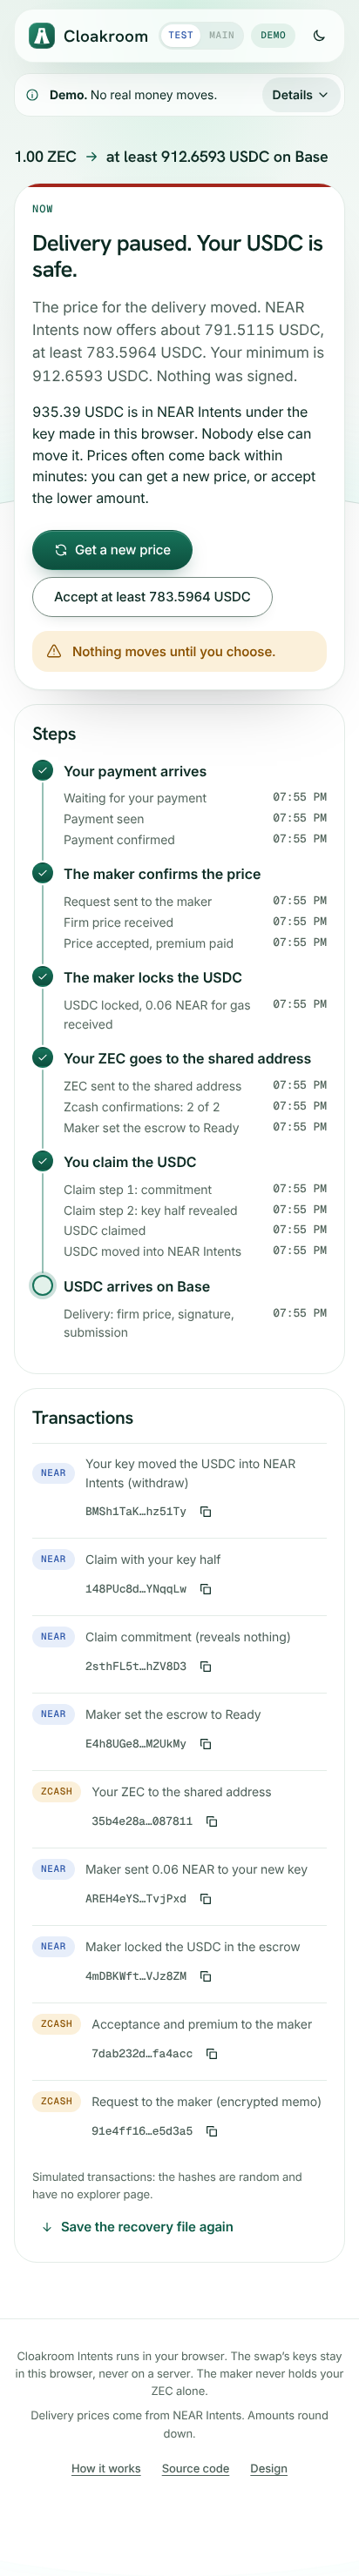 Cloakroom TEST MAIN DEMO
Demo. No real money moves. Details
1.00 ZEC → at least 912.6593 USDC on Base
NOW
Delivery paused. Your USDC is
safe.
The price for the delivery moved. NEAR
Intents now offers about 791.5115 USDC,
at least 783.5964 USDC. Your minimum is
912.6593 USDC. Nothing was signed.
935.39 USDC is in NEAR Intents under the
key made in this browser. Nobody else can
move it. Prices often come back within
minutes: you can get a new price, or accept
the lower amount.
Get a new price
Accept at least 783.5964 USDC
Nothing moves until you choose.
Steps
Your payment arrives
Waiting for your payment 07:55 PM
Payment seen 07:55 PM
Payment confirmed 07:55 PM
The maker confirms the price
Request sent to the maker 07:55 PM
Firm price received 07:55 PM
Price accepted, premium paid 07:55 PM
The maker locks the USDC
USDC locked, 0.06 NEAR for gas 07:55 PM
received
Your ZEC goes to the shared address
ZEC sent to the shared address 07:55 PM
Zcash confirmations: 2 of 2 07:55 PM
Maker set the escrow to Ready 07:55 PM
You claim the USDC
Claim step 1: commitment 07:55 PM
Claim step 2: key half revealed 07:55 PM
USDC claimed 07:55 PM
USDC moved into NEAR Intents 07:55 PM
USDC arrives on Base
Delivery: firm price, signature, 07:55 PM
submission
Transactions
NEAR Your key moved the USDC into NEAR
Intents (withdraw)
BMSh1TaK…hz51Ty
NEAR Claim with your key half
148PUc8d…YNqqLw
NEAR Claim commitment (reveals nothing)
2sthFL5t…hZV8D3
NEAR Maker set the escrow to Ready
E4h8UGe8…M2UkMy
ZCASH Your ZEC to the shared address
35b4e28a…087811
NEAR Maker sent 0.06 NEAR to your new key
AREH4eYS…TvjPxd
NEAR Maker locked the USDC in the escrow
4mDBKWft…VJz8ZM
ZCASH Acceptance and premium to the maker
7dab232d…fa4acc
ZCASH Request to the maker (encrypted memo)
91e4ff16…e5d3a5
Simulated transactions: the hashes are random and
have no explorer page.
Save the recovery file again
Cloakroom Intents runs in your browser. The swap's keys stay
in this browser, never on a server. The maker never holds your
ZEC alone.
Delivery prices come from NEAR Intents. Amounts round
down.
How it works Source code Design